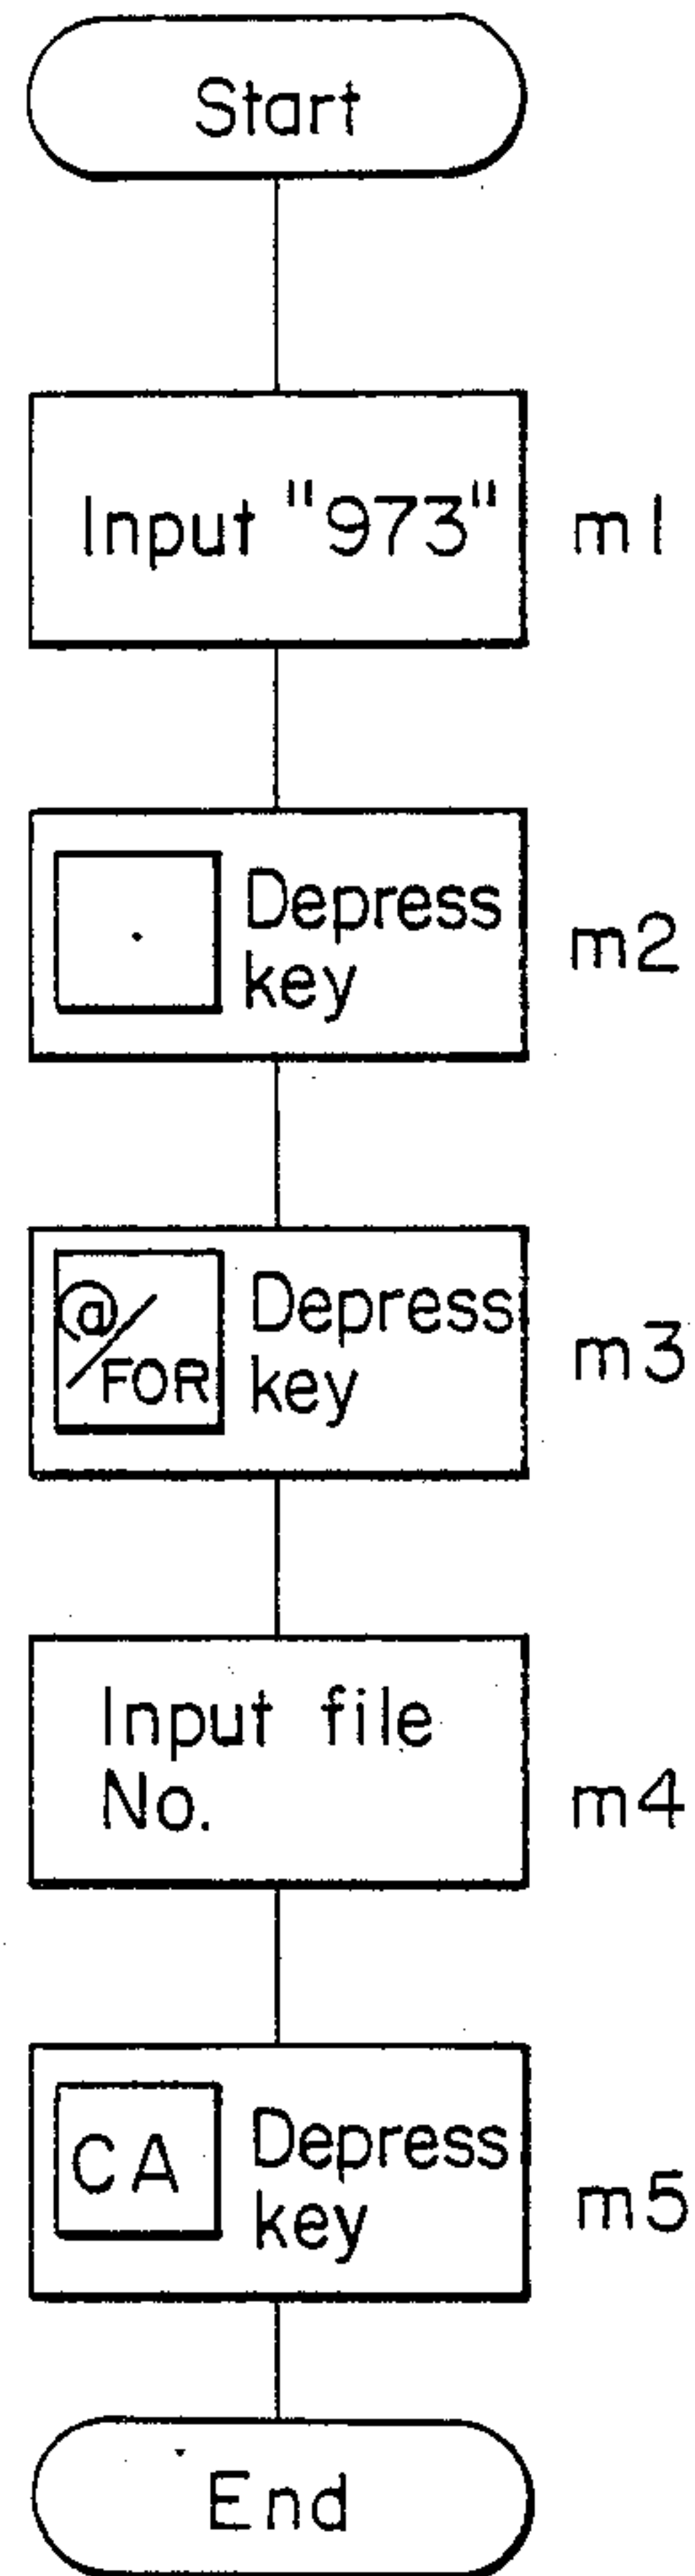 Start
Input "973" m1
. Depress
key
m2
@/FOR Depress
key
m3
Input file
No.
m4
CA Depress
key
m5
End